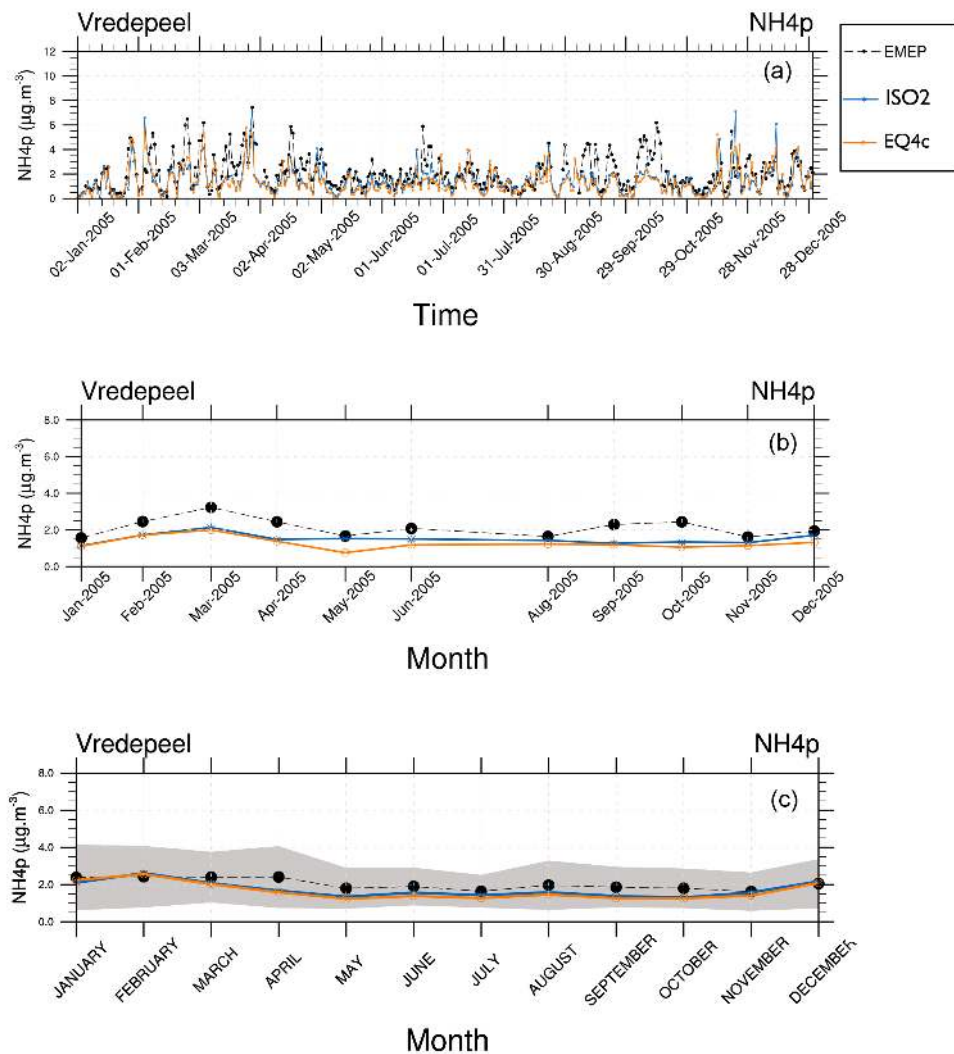 Vredepeel NH4p
12
10
8
6
4
2
0
NH4p (µg.m-3)
(a)
EMEP
ISO2
EQ4c
02-Jan-2005
01-Feb-2005
03-Mar-2005
02-Apr-2005
02-May-2005
01-Jun-2005
01-Jul-2005
31-Jul-2005
30-Aug-2005
29-Sep-2005
29-Oct-2005
28-Nov-2005
28-Dec-2005
Time
Vredepeel NH4p
8.0
6.0
4.0
2.0
0.0
NH4p (µg.m-3)
(b)
Jan-2005
Feb-2005
Mar-2005
Apr-2005
May-2005
Jun-2005
Aug-2005
Sep-2005
Oct-2005
Nov-2005
Dec-2005
Month
Vredepeel NH4p
8.0
6.0
4.0
2.0
0.0
NH4p (µg.m-3)
(c)
JANUARY
FEBRUARY
MARCH
APRIL
MAY
JUNE
JULY
AUGUST
SEPTEMBER
OCTOBER
NOVEMBER
DECEMBER
Month